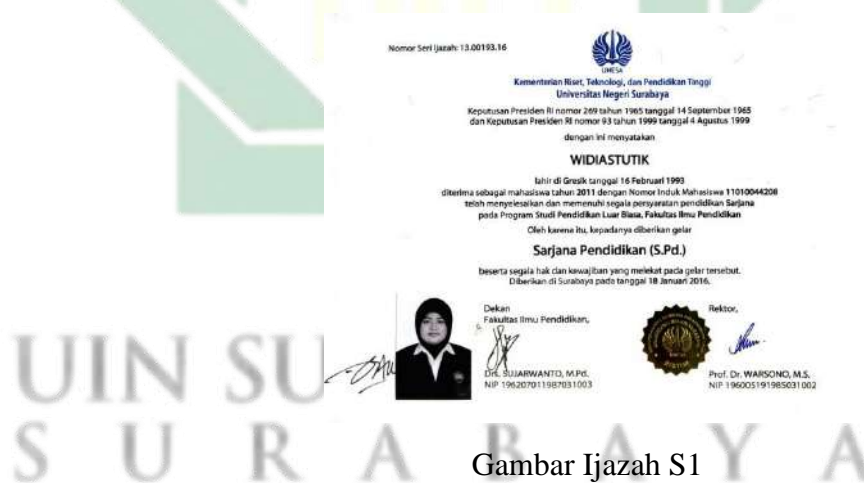 Nomor Seri Ijazah: 13.00193.16
UNESA
Kementerian Riset, Teknologi, dan Pendidikan Tinggi
Universitas Negeri Surabaya
Keputusan Presiden RI nomor 269 tahun 1965 tanggal 14 September 1965
dan Keputusan Presiden RI nomor 93 tahun 1999 tanggal 4 Agustus 1999
dengan ini menyatakan
WIDIASTUTIK
lahir di Gresik tanggal 16 Februari 1993
diterima sebagai mahasiswa tahun 2011 dengan Nomor Induk Mahasiswa 11010044208
telah menyelesaikan dan memenuhi segala persyaratan pendidikan Sarjana
pada Program Studi Pendidikan Luar Biasa, Fakultas Ilmu Pendidikan
Oleh karena itu, kepadanya diberikan gelar
Sarjana Pendidikan (S.Pd.)
beserta segala hak dan kewajiban yang melekat pada gelar tersebut.
Diberikan di Surabaya pada tanggal 18 Januari 2016.
Dekan
Fakultas Ilmu Pendidikan,
Drs. SUJARWANTO, M.Pd.
NIP 196207011987031003
Rektor,
Prof. Dr. WARSONO, M.S.
NIP 196005191985031002
UIN SU
SURABAYA
Gambar Ijazah S1